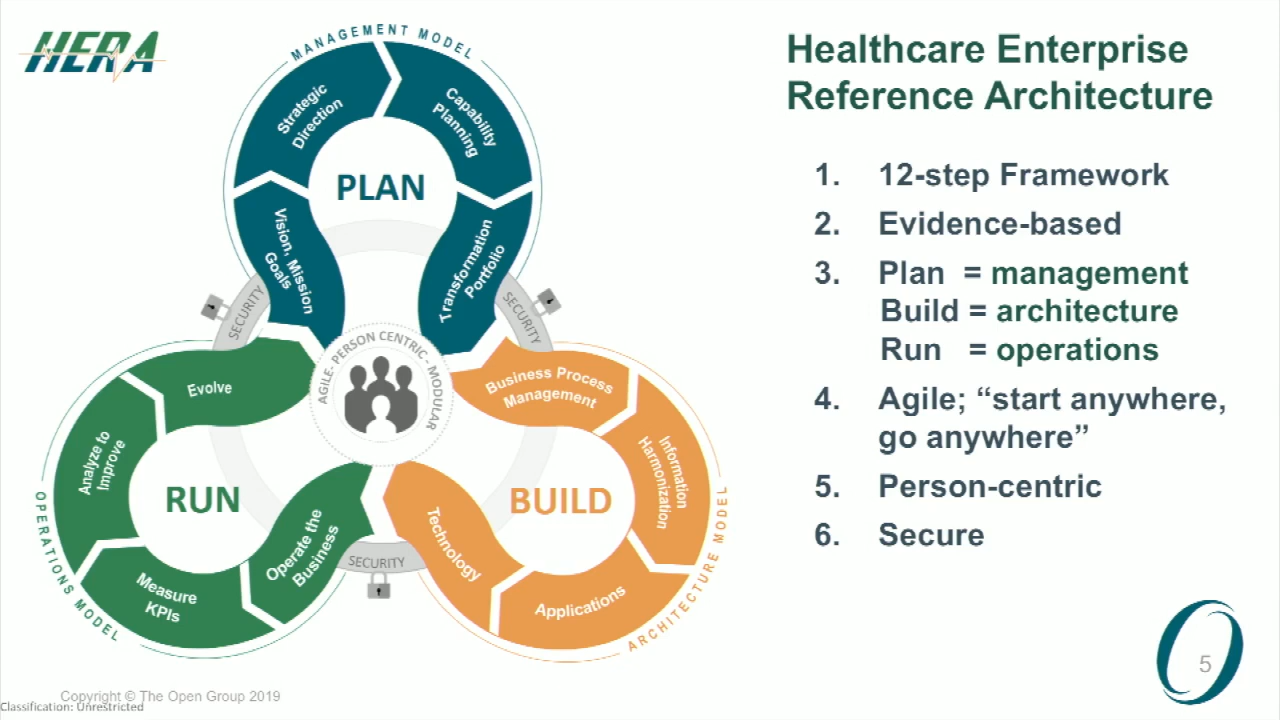 HERA
MANAGEMENT MODEL
Strategic
Direction
Capability
Planning
PLAN
Vision, Mission
Goals
Transformation
Portfolio
SECURITY
SECURITY
AGILE- PERSON CENTRIC- MODULAR
Evolve
Business Process
Management
Analyze to
Improve
Information
Harmonization
RUN
BUILD
Operate the
Business
Technology
SECURITY
Measure
KPIs
Applications
OPERATIONS MODEL
ARCHITECTURE MODEL
Healthcare Enterprise
Reference Architecture
1. 12-step Framework
2. Evidence-based
3. Plan = management
Build = architecture
Run = operations
4. Agile; “start anywhere,
go anywhere”
5. Person-centric
6. Secure
5
Copyright © The Open Group 2019
Classification: Unrestricted